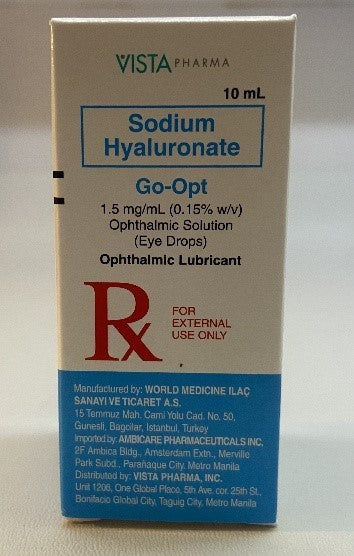 VISTA PHARMA
10 mL
Sodium
Hyaluronate
Go-Opt
1.5 mg/mL (0.15% w/v)
Ophthalmic Solution
(Eye Drops)
Ophthalmic Lubricant
Rx
FOR
EXTERNAL
USE ONLY
Manufactured by: WORLD MEDICINE ILAÇ
SANAYI VE TICARET A.S.
15 Temmuz Mah. Cami Yolu Cad. No. 50,
Gunesli, Bagcilar, Istanbul, Turkey
Imported by: AMBICARE PHARMACEUTICALS INC.
2F Ambica Bldg., Amsterdam Extn., Merville
Park Subd., Parañaque City, Metro Manila
Distributed by: VISTA PHARMA, INC.
Unit 1206, One Global Place, 5th Ave. cor. 25th St.,
Bonifacio Global City, Taguig City, Metro Manila